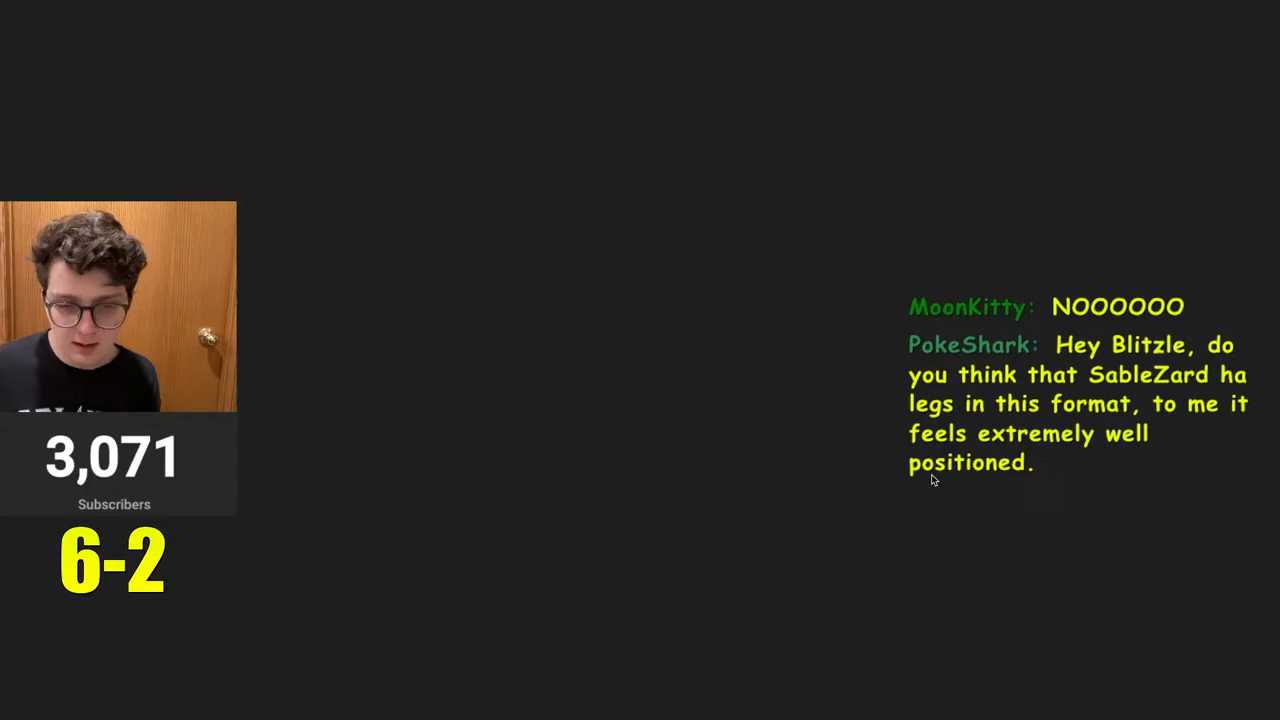 MoonKitty: NOOOOOO
PokeShark: Hey Blitzle, do
you think that SableZard ha
legs in this format, to me it
feels extremely well
positioned.
3,071
Subscribers
6-2